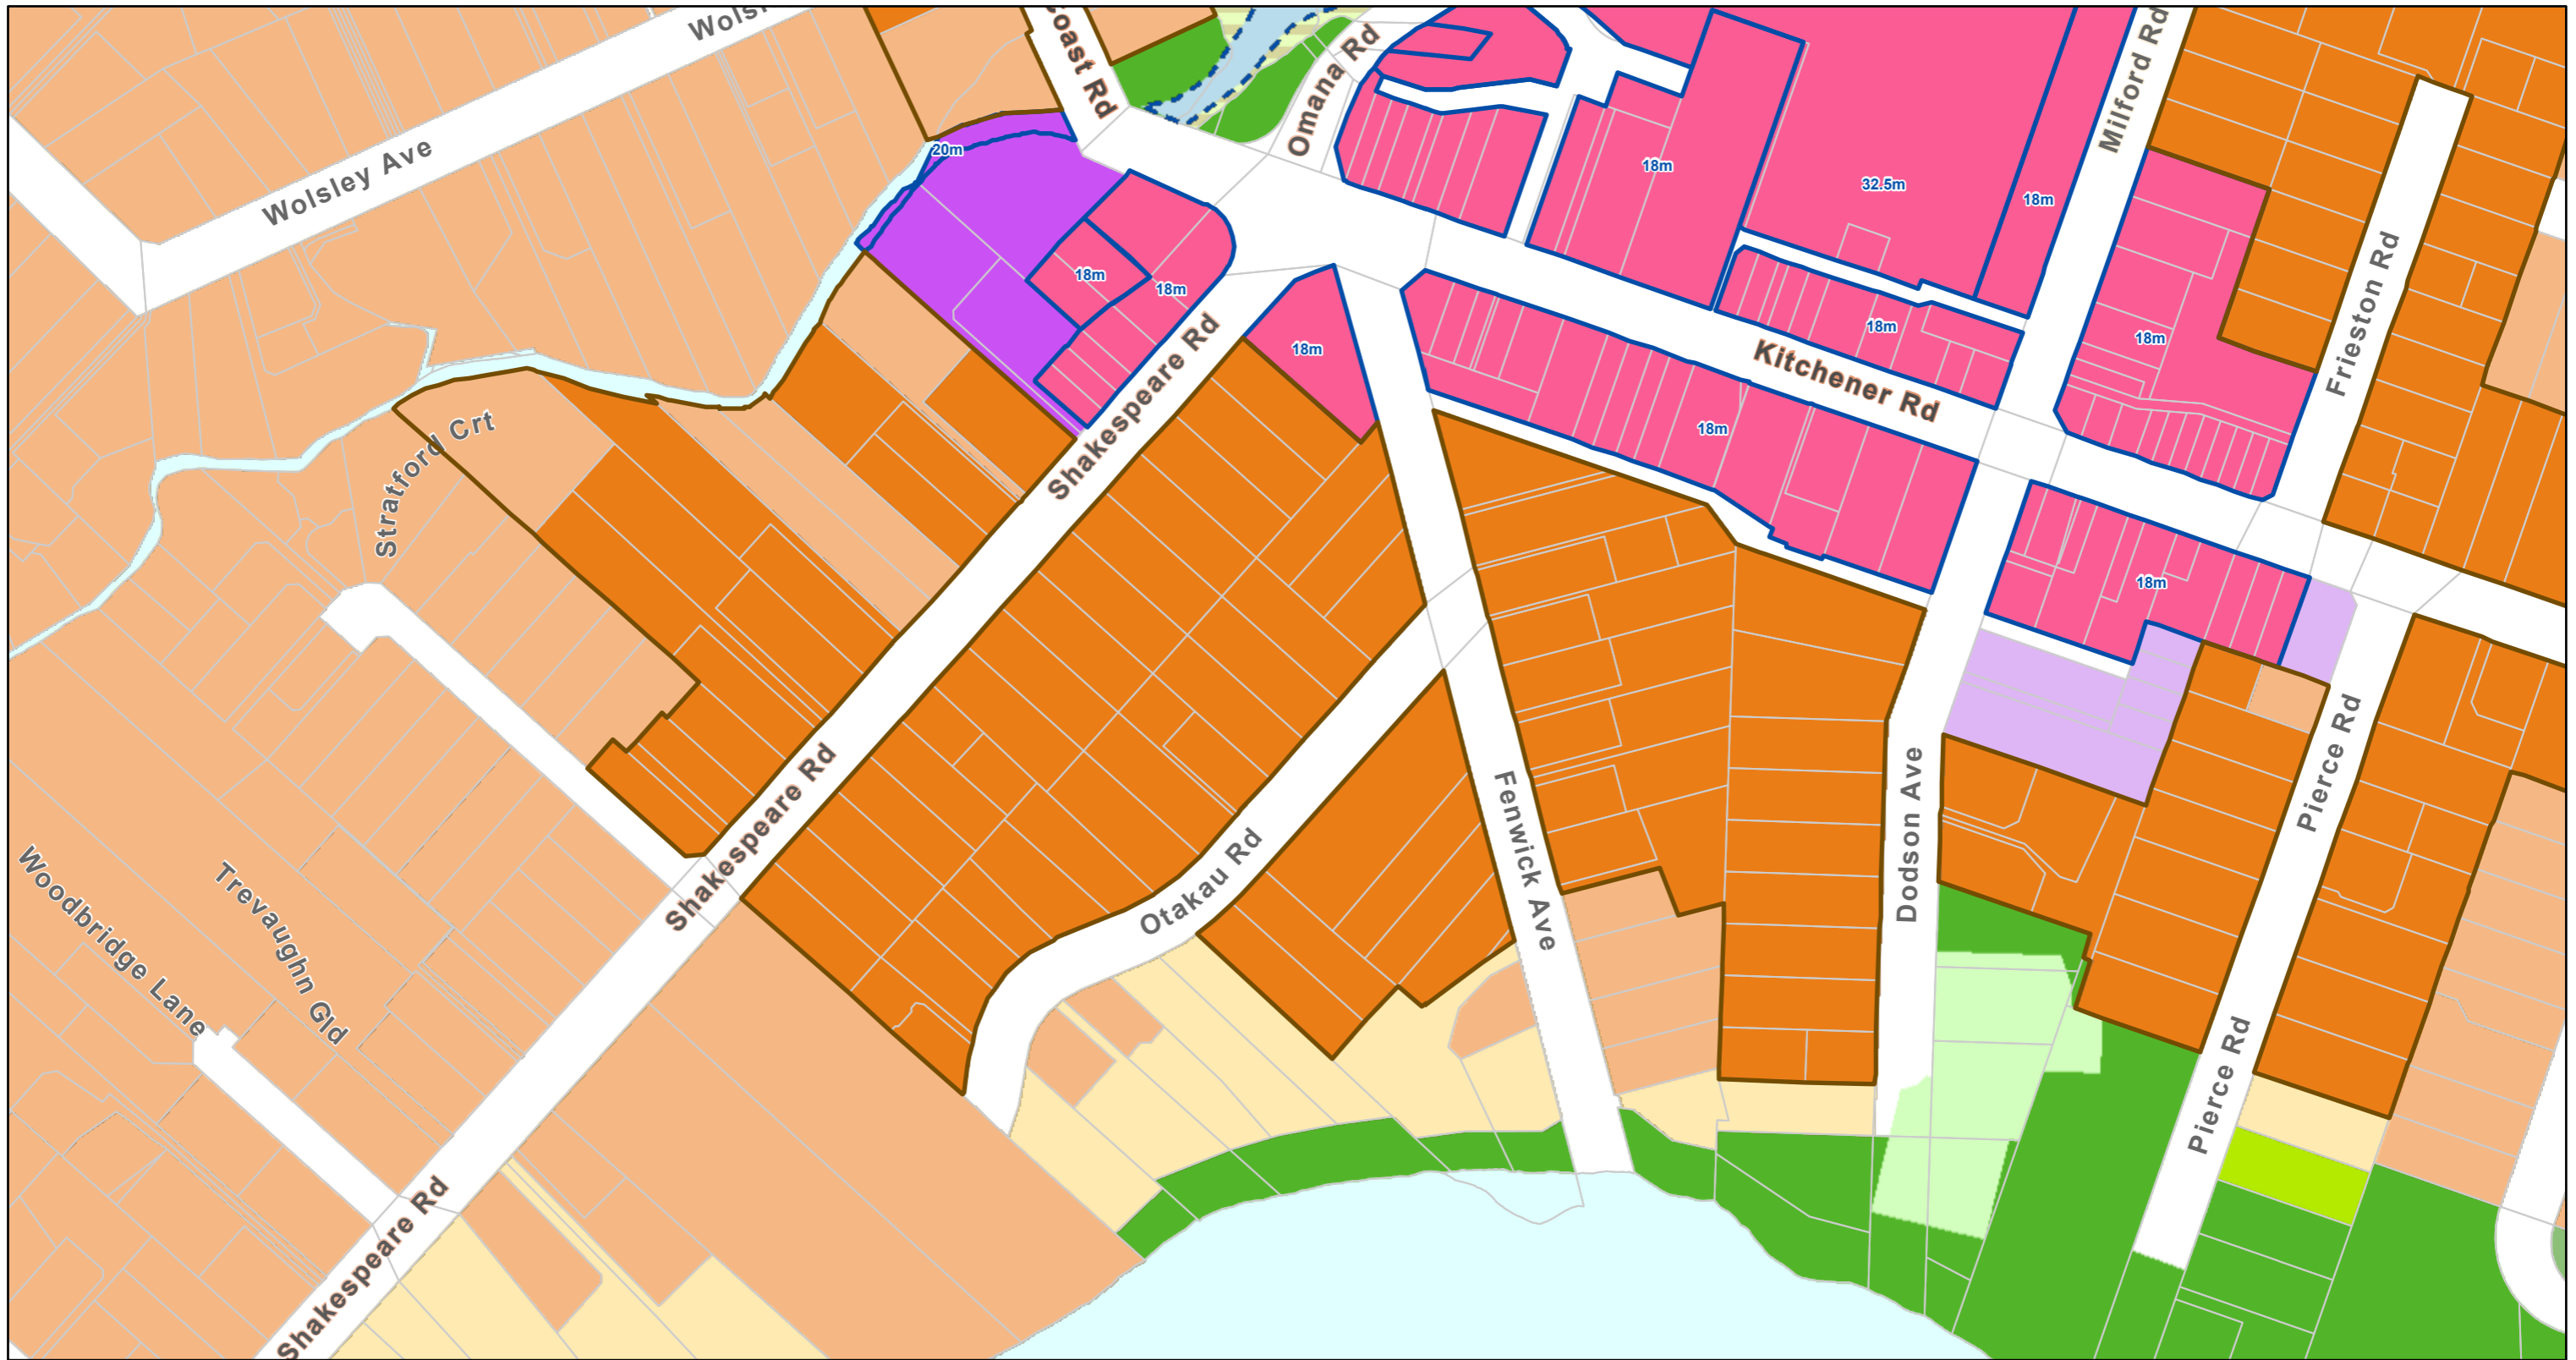 Wolsl
Coast Rd
Omana Rd
Milford Rd
Wolsley Ave
20m
18m
32.5m
18m
18m
18m
Frieston Rd
18m
18m
18m
Kitchener Rd
Shakespeare Rd
Stratford Crt
18m
18m
Pierce Rd
Shakespeare Rd
Fenwick Ave
Dodson Ave
Otakau Rd
Woodbridge Lane
Trevaughn Gld
Pierce Rd
Shakespeare Rd